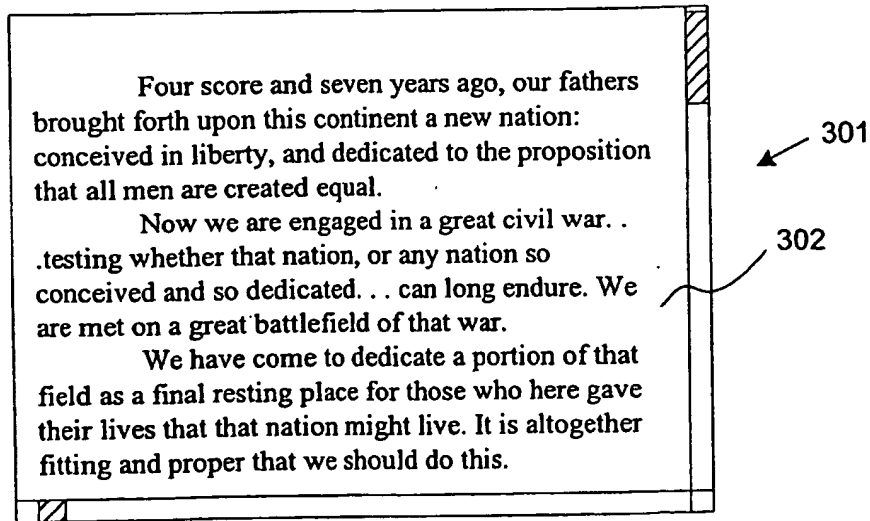 Four score and seven years ago, our fathers
brought forth upon this continent a new nation:
conceived in liberty, and dedicated to the proposition
that all men are created equal.
Now we are engaged in a great civil war. .
.testing whether that nation, or any nation so
conceived and so dedicated. . . can long endure. We
are met on a great battlefield of that war.
We have come to dedicate a portion of that
field as a final resting place for those who here gave
their lives that that nation might live. It is altogether
fitting and proper that we should do this.
301
302